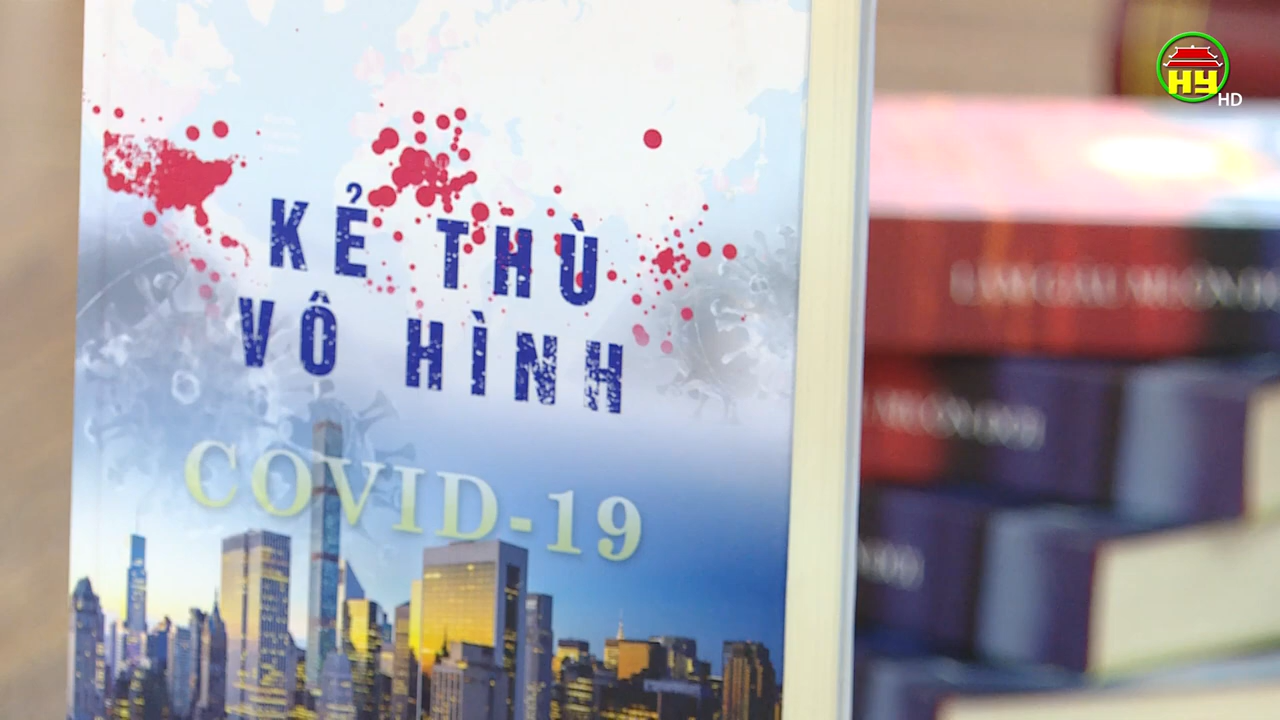 KẺ THÙ
VÔ HÌNH
COVID-19
HY
HD